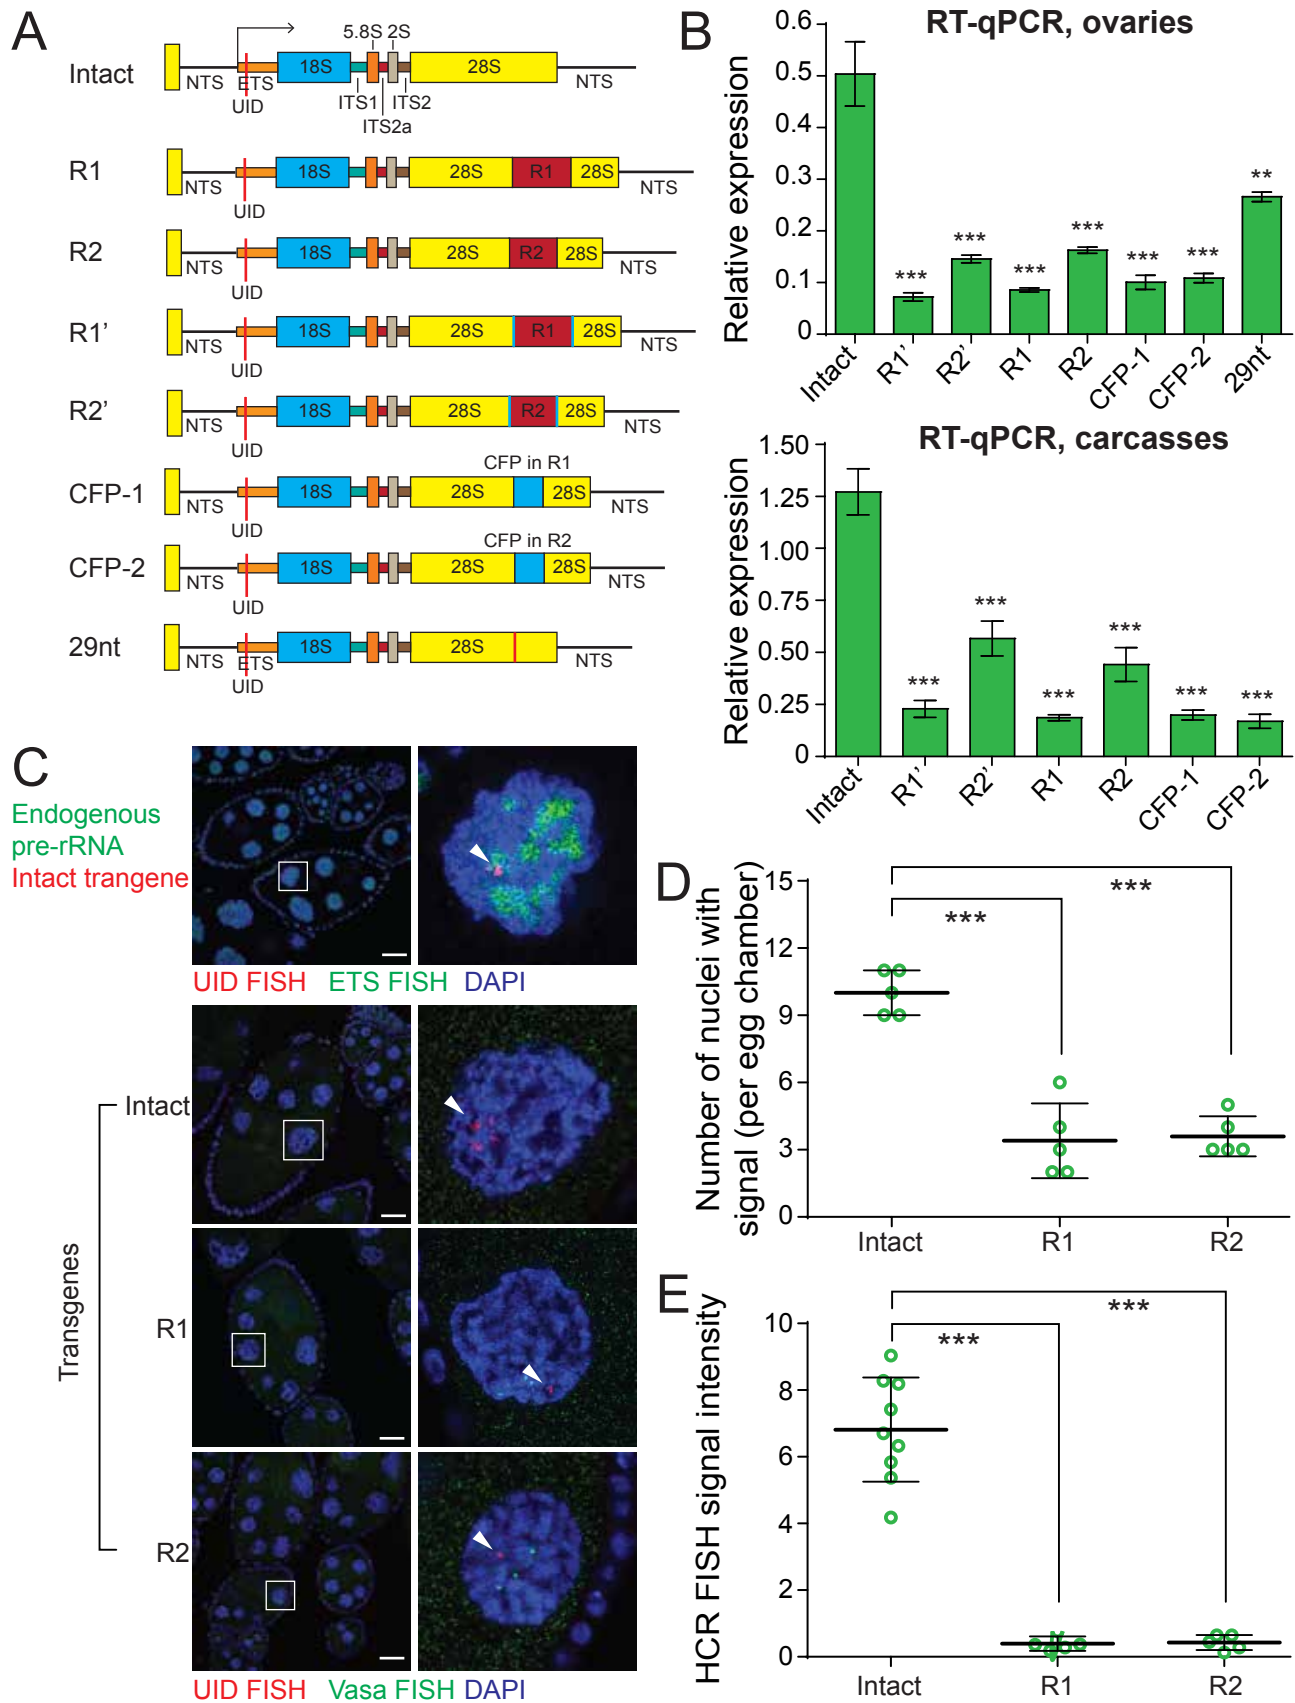 A
Intact
NTS
ETS
UID
18S
5.8S
2S
ITS1
ITS2a
ITS2
28S
NTS
R1
NTS
UID
18S
28S
R1
28S
NTS
R2
NTS
UID
18S
28S
R2
28S
NTS
R1’
NTS
UID
18S
28S
R1
28S
NTS
R2’
NTS
UID
18S
28S
R2
28S
NTS
CFP-1
NTS
UID
18S
28S
CFP in R1
28S
NTS
CFP-2
NTS
UID
18S
28S
CFP in R2
28S
NTS
29nt
NTS
ETS
UID
18S
28S
NTS
B
RT-qPCR, ovaries
Relative expression
0.6
0.5
0.4
0.3
0.2
0.1
0
***
***
***
***
***
***
**
Intact
R1’
R2’
R1
R2
CFP-1
CFP-2
29nt
RT-qPCR, carcasses
Relative expression
1.50
1.25
1.00
0.75
0.50
0.25
0
***
***
***
***
***
***
Intact
R1’
R2’
R1
R2
CFP-1
CFP-2
C
Endogenous
pre-rRNA
Intact trangene
UID FISH ETS FISH DAPI
Transgenes
Intact
R1
R2
UID FISH Vasa FISH DAPI
D
Number of nuclei with
signal (per egg chamber)
15
12
9
6
3
0
***
***
Intact
R1
R2
E
HCR FISH signal intensity
10
8
6
4
2
0
***
***
Intact
R1
R2